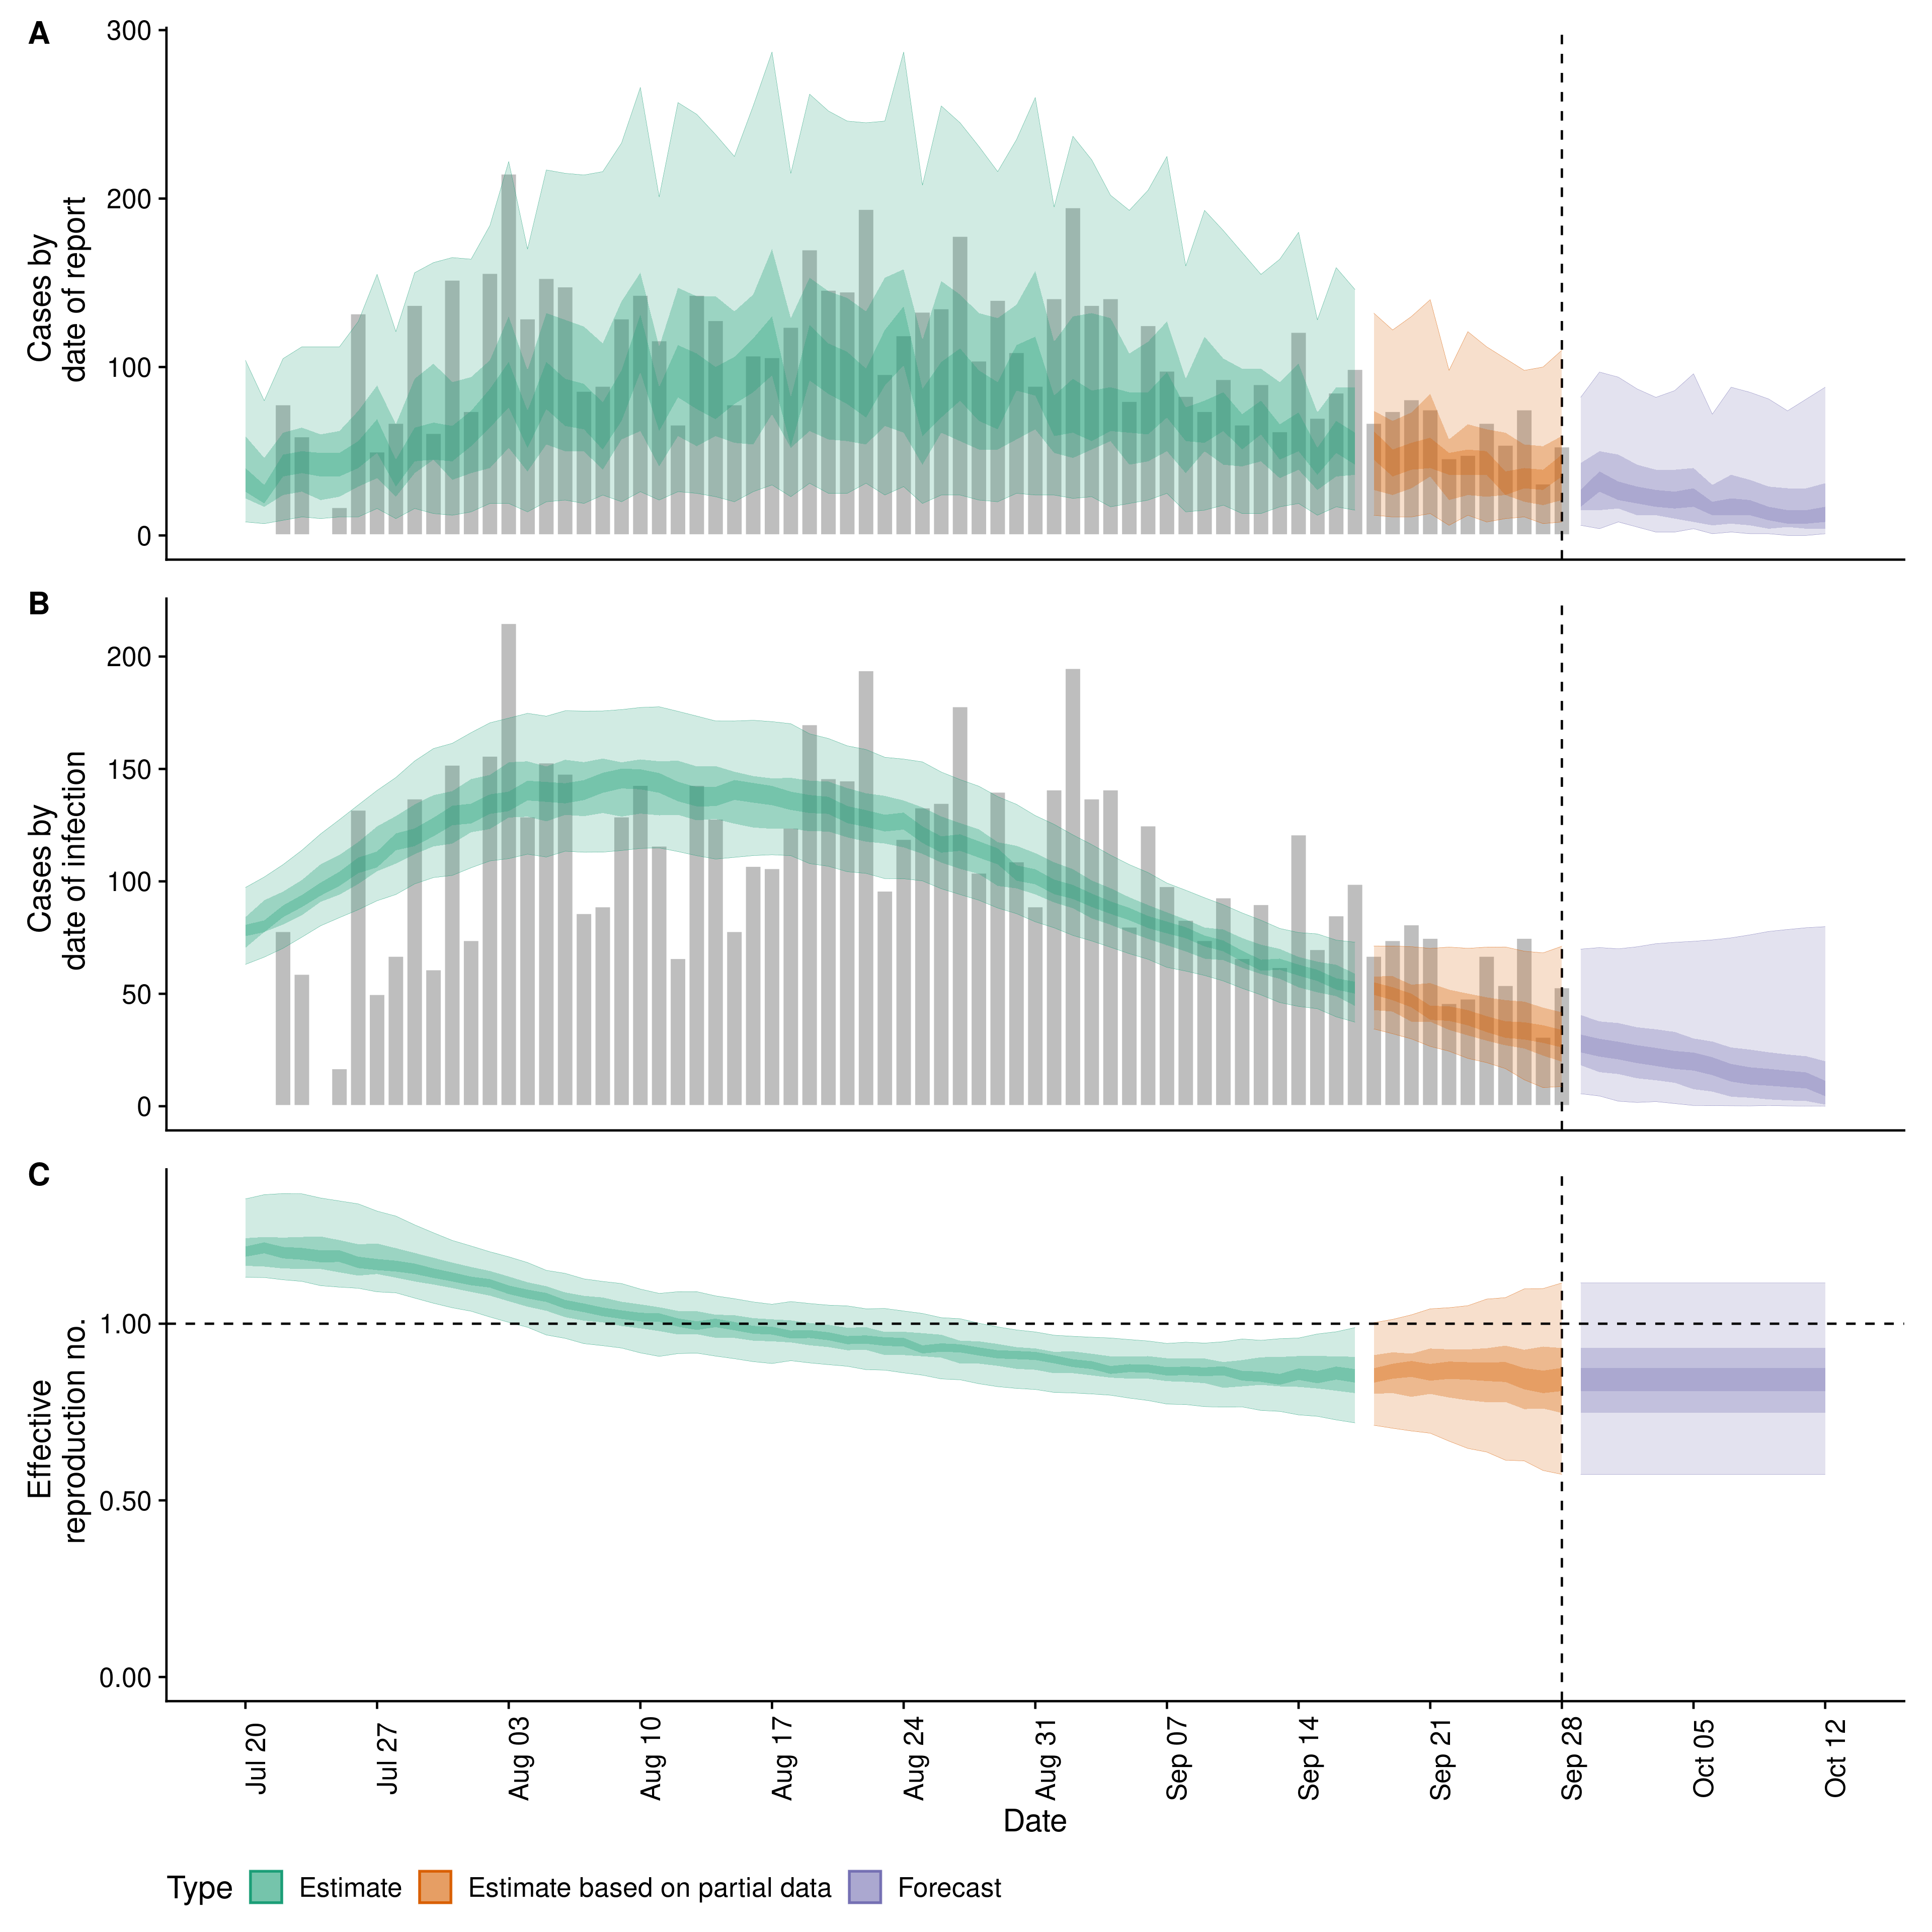 A
300
200
100
0
Cases by
date of report
B
200
150
100
50
0
Cases by
date of infection
C
1.00
0.50
0.00
Effective
reproduction no.
Jul 20
Jul 27
Aug 03
Aug 10
Aug 17
Aug 24
Aug 31
Sep 07
Sep 14
Sep 21
Sep 28
Oct 05
Oct 12
Date
Type Estimate Estimate based on partial data Forecast